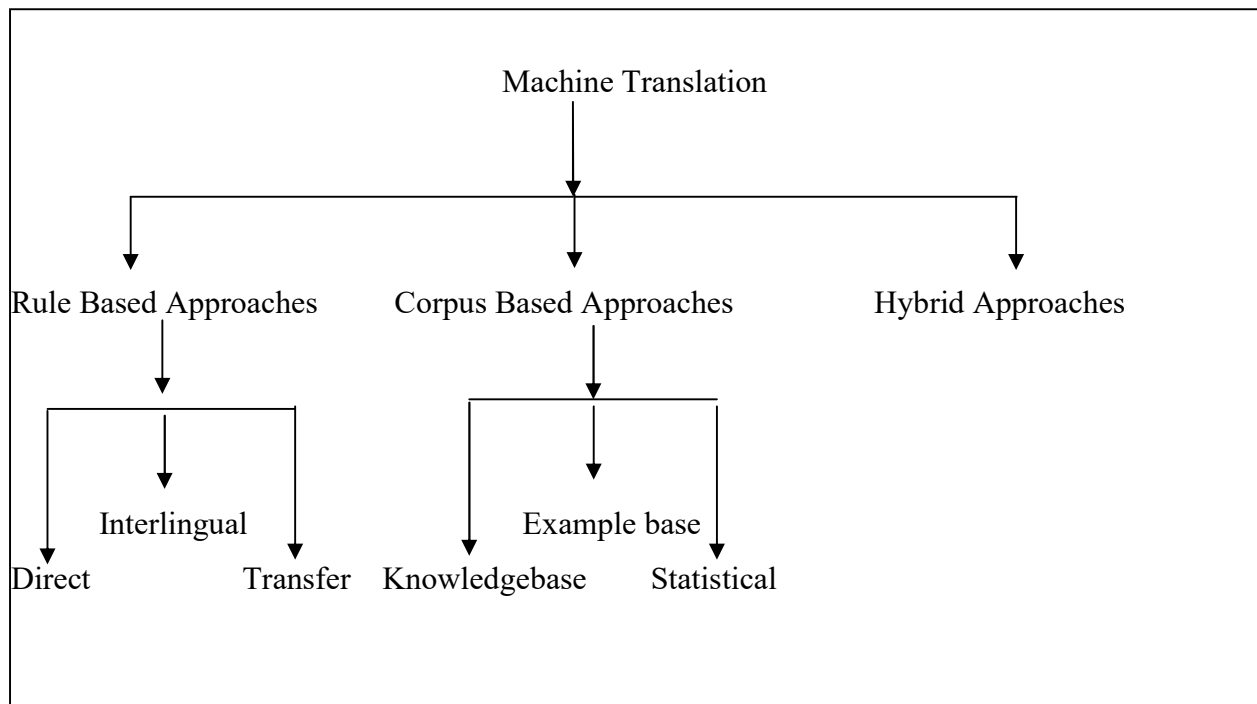 Machine Translation
Rule Based Approaches
Corpus Based Approaches
Hybrid Approaches
Interlingual
Example base
Direct
Transfer
Knowledgebase
Statistical